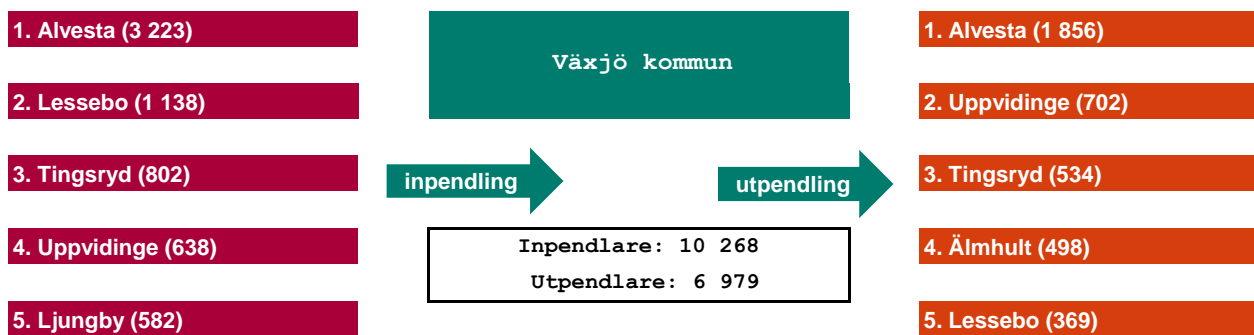 1. Alvesta (3 223)
2. Lessebo (1 138)
3. Tingsryd (802)
4. Uppvidinge (638)
5. Ljungby (582)
Växjö kommun
inpendling
utpendling
Inpendlare: 10 268
Utpendlare: 6 979
1. Alvesta (1 856)
2. Uppvidinge (702)
3. Tingsryd (534)
4. Älmhult (498)
5. Lessebo (369)